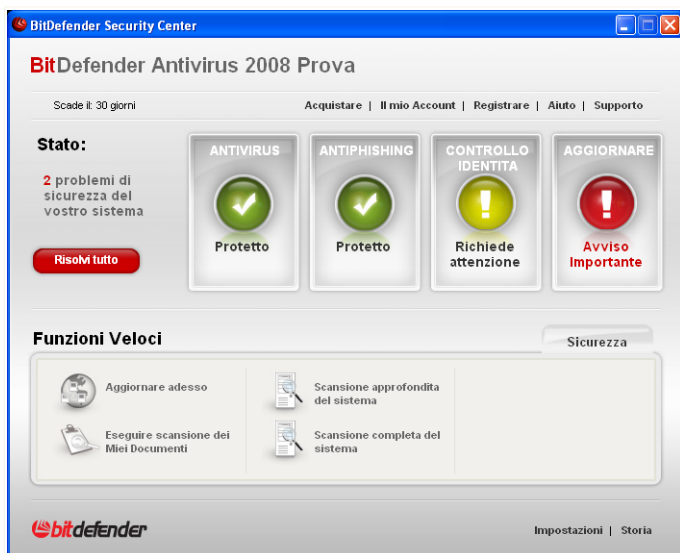 BitDefender Security Center
BitDefender Antivirus 2008 Prova
Scade il: 30 giorni
Acquistare | Il mio Account | Registrare | Aiuto | Supporto
Stato:
2 problemi di
sicurezza del
vostro sistema
Risolvi tutto
ANTIVIRUS
Protetto
ANTIPHISHING
Protetto
CONTROLLO
IDENTITA
Richiede
attenzione
AGGIORNARE
Avviso
Importante
Funzioni Veloci
Sicurezza
Aggiornare adesso
Eseguire scansione dei
Miei Documenti
Scansione approfondita
del sistema
Scansione completa del
sistema
bitdefender
Impostazioni | Storia